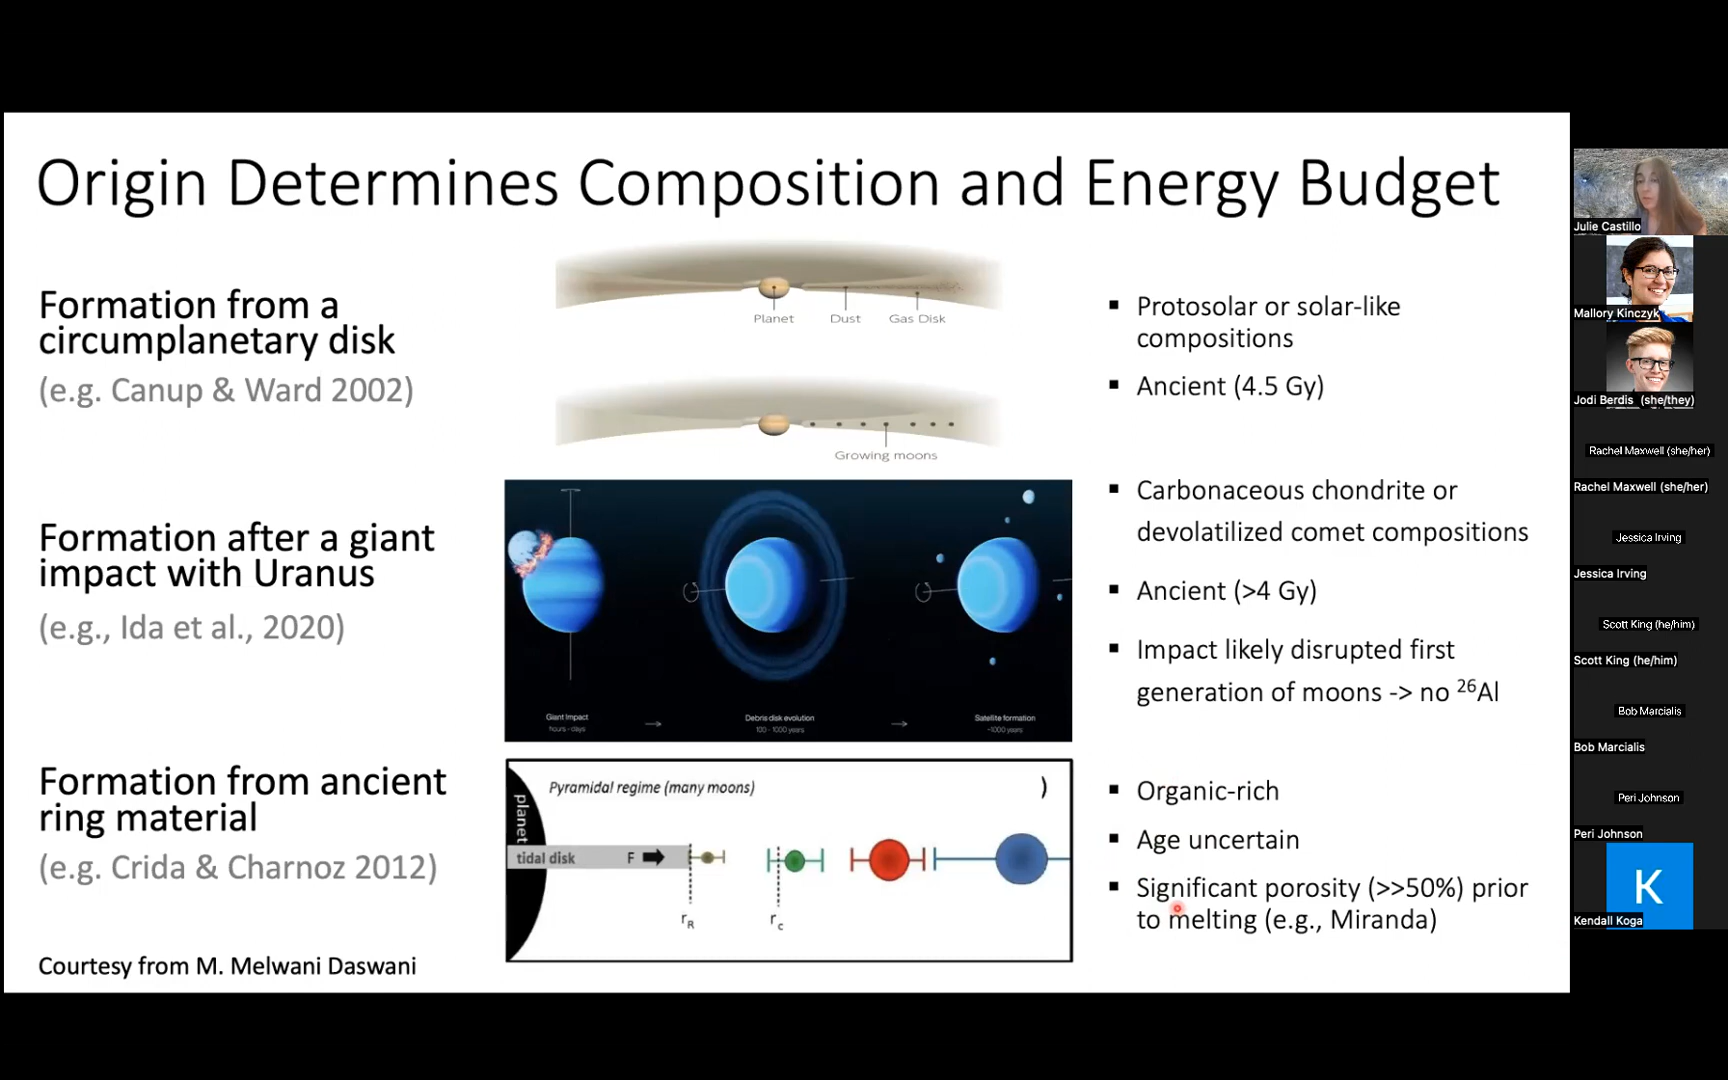 Origin Determines Composition and Energy Budget
Formation from a
circumplanetary disk
(e.g. Canup & Ward 2002)
Planet Dust Gas Disk
Growing moons
▪ Protosolar or solar-like
compositions
▪ Ancient (4.5 Gy)
Formation after a giant
impact with Uranus
(e.g., Ida et al., 2020)
Giant Impact
hours - days
Debris disk evolution
100 - 1000 years
Satellite formation
~1000 years
▪ Carbonaceous chondrite or
devolatilized comet compositions
▪ Ancient (>4 Gy)
▪ Impact likely disrupted first
generation of moons -> no ²⁶Al
Formation from ancient
ring material
(e.g. Crida & Charnoz 2012)
Pyramidal regime (many moons) )
planet
tidal disk F
rR rc
▪ Organic-rich
▪ Age uncertain
▪ Significant porosity (>>50%) prior
to melting (e.g., Miranda)
Courtesy from M. Melwani Daswani
Julie Castillo
Mallory Kinczyk
Jodi Berdis (she/they)
Rachel Maxwell (she/her)
Rachel Maxwell (she/her)
Jessica Irving
Jessica Irving
Scott King (he/him)
Scott King (he/him)
Bob Marcialis
Bob Marcialis
Peri Johnson
Peri Johnson
K
Kendall Koga